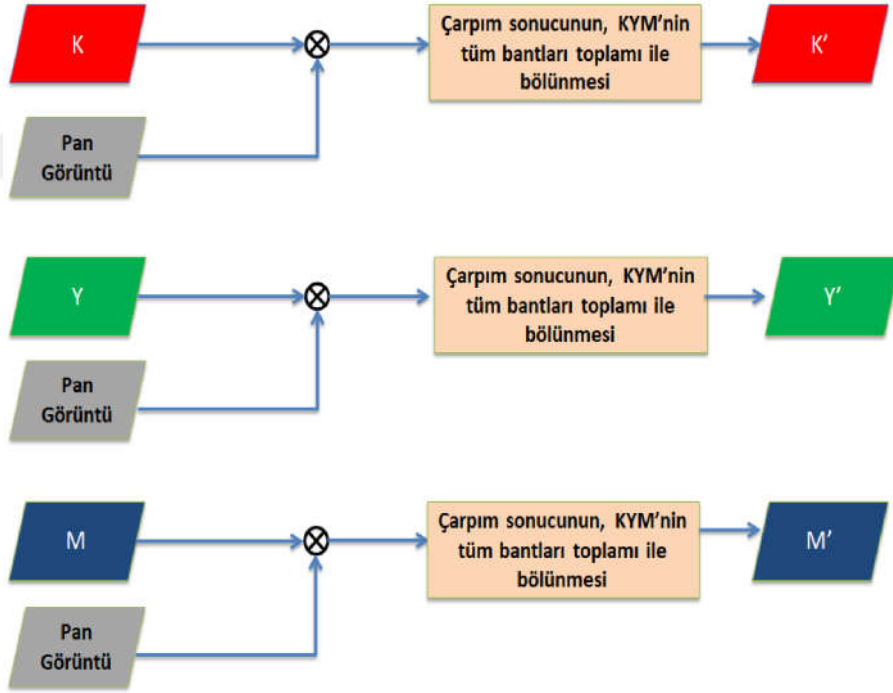 K
Çarpım sonucunun, KYM'nin
tüm bantları toplamı ile
bölünmesi
K'
Pan
Görüntü
Y
Çarpım sonucunun, KYM'nin
tüm bantları toplamı ile
bölünmesi
Y'
Pan
Görüntü
M
Çarpım sonucunun, KYM'nin
tüm bantları toplamı ile
bölünmesi
M'
Pan
Görüntü